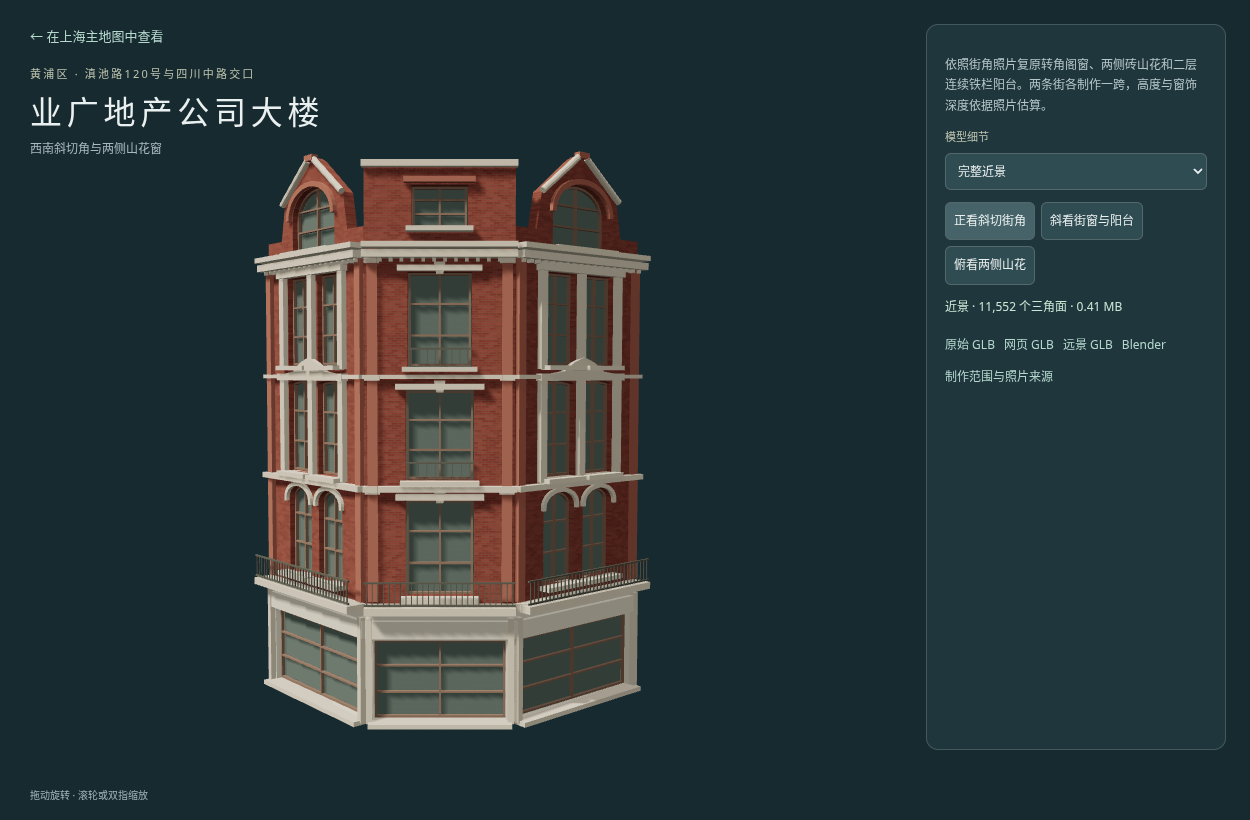 ← 在上海主地图中查看
黄浦区 · 滇池路120号与四川中路交口
业广地产公司大楼
西南斜切角与两侧山花窗
依照街角照片复原转角阁窗、两侧砖山花和二层
连续铁栏阳台。两条街各制作一跨，高度与窗饰
深度依据照片估算。
模型细节
完整近景
正看斜切街角
斜看街窗与阳台
俯看两侧山花
近景 · 11,552 个三角面 · 0.41 MB
原始 GLB 网页 GLB 远景 GLB Blender
制作范围与照片来源
拖动旋转 · 滚轮或双指缩放